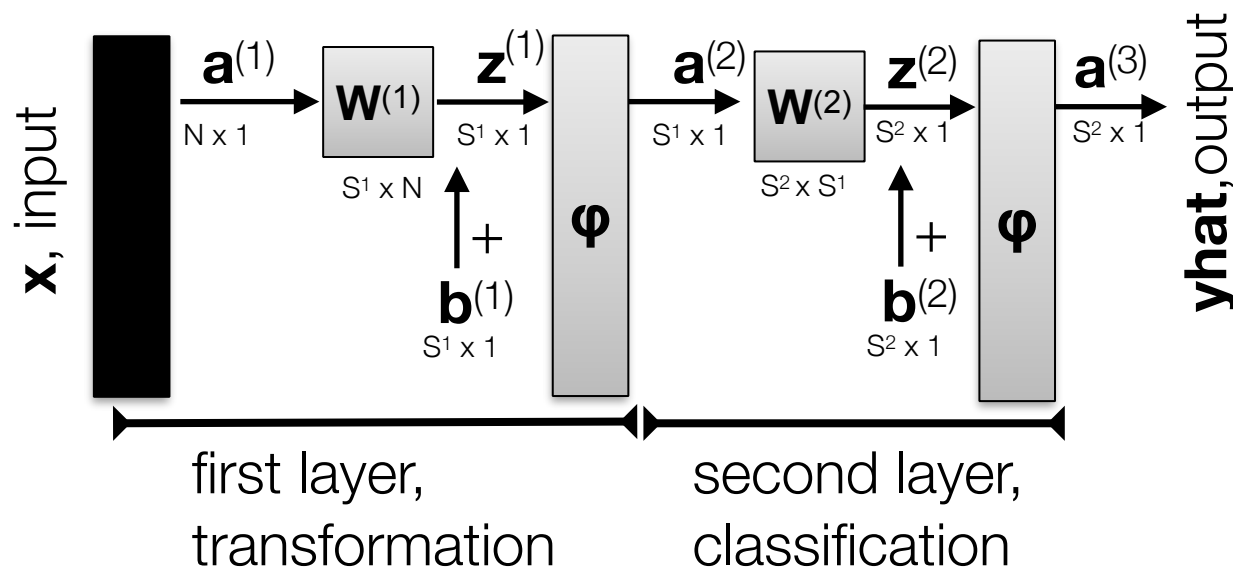 x, input
a(1)
N x 1
W(1)
S1 x N
z(1)
S1 x 1
+
b(1)
S1 x 1
φ
a(2)
S1 x 1
W(2)
S2 x S1
z(2)
S2 x 1
+
b(2)
S2 x 1
φ
a(3)
S2 x 1
yhat, output
first layer,
transformation
second layer,
classification